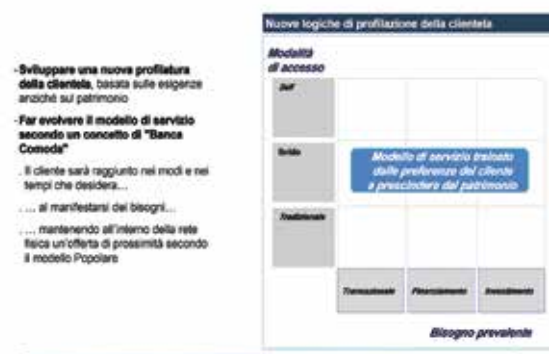 Nuove logiche di profilazione della clientela
- Sviluppare una nuova profilatura
della clientela, basata sulle esigenze
anziché sul patrimonio
- Far evolvere il modello di servizio
secondo un concetto di "Banca
Comoda"
. Il cliente sarà raggiunto nei modi e nei
tempi che desidera…
. … al manifestarsi dei bisogni…
. … mantenendo all'interno della rete
fisica un'offerta di prossimità secondo
il modello Popolare
Modalità
di accesso
Self
Ibrido
Tradizionale
Modello di servizio trainato
dalle preferenze del cliente
a prescindere dal patrimonio
Transazionale Finanziamento Investimento
Bisogno prevalente